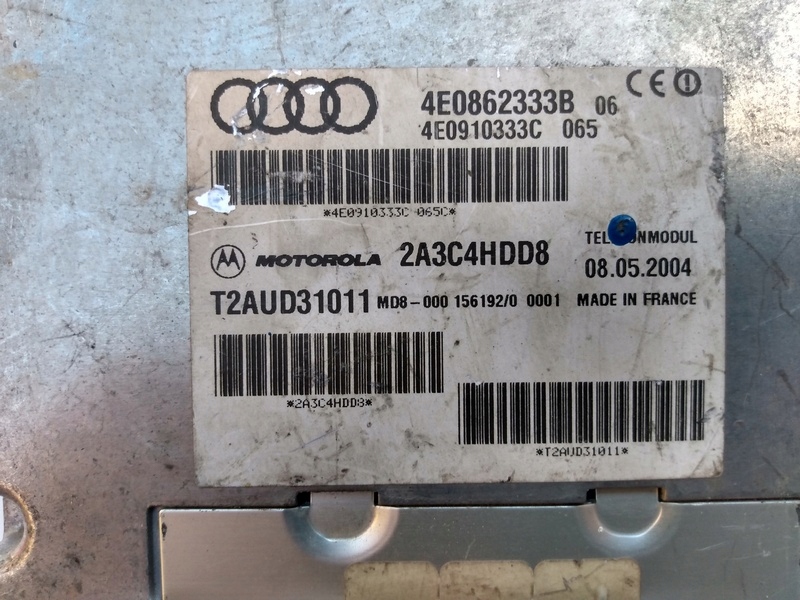 4E0862333B 06 CE
4E0910333C 065
*4E0910333C 065C*
MOTOROLA 2A3C4HDD8
08.05.2004
T2AUD31011 MD8-000 156192/0 0001 MADE IN FRANCE
*2A3C4HDD8*
*T2AUD31011*